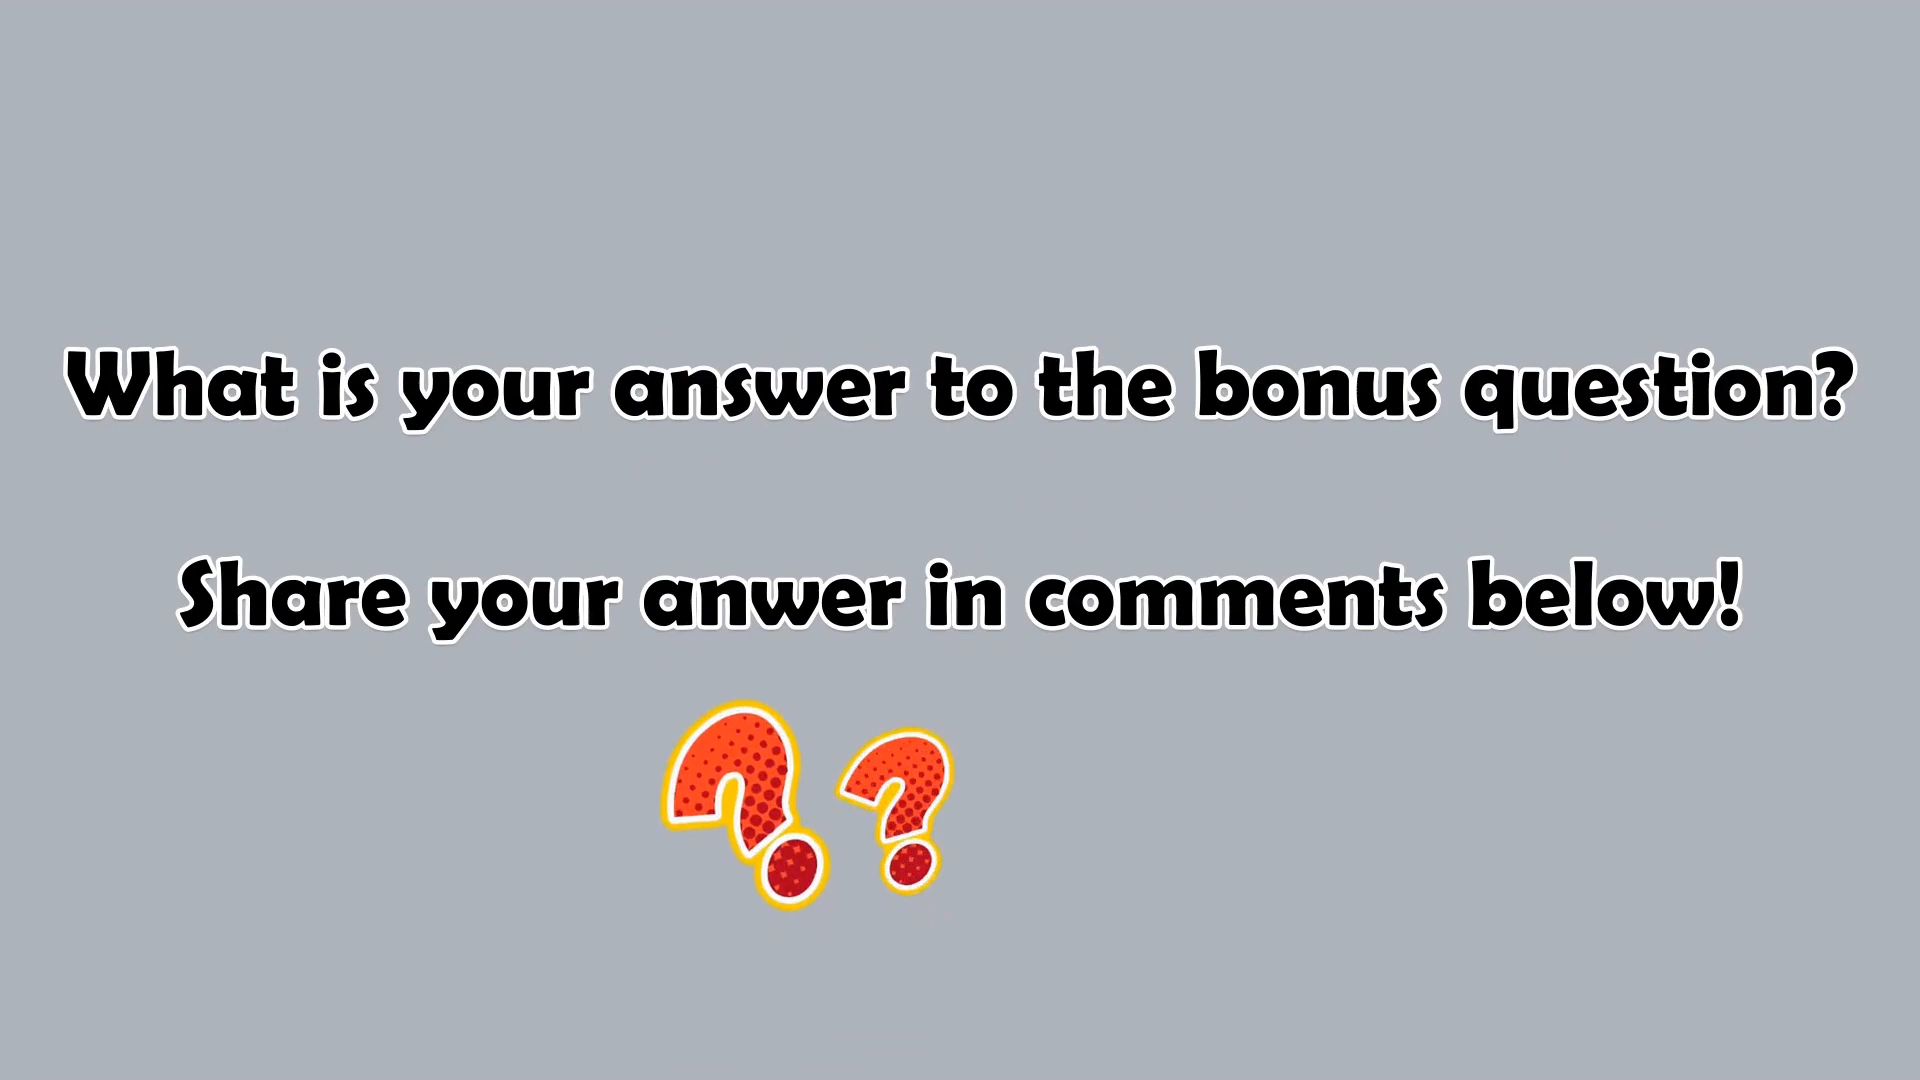 What is your answer to the bonus question?
Share your anwer in comments below!